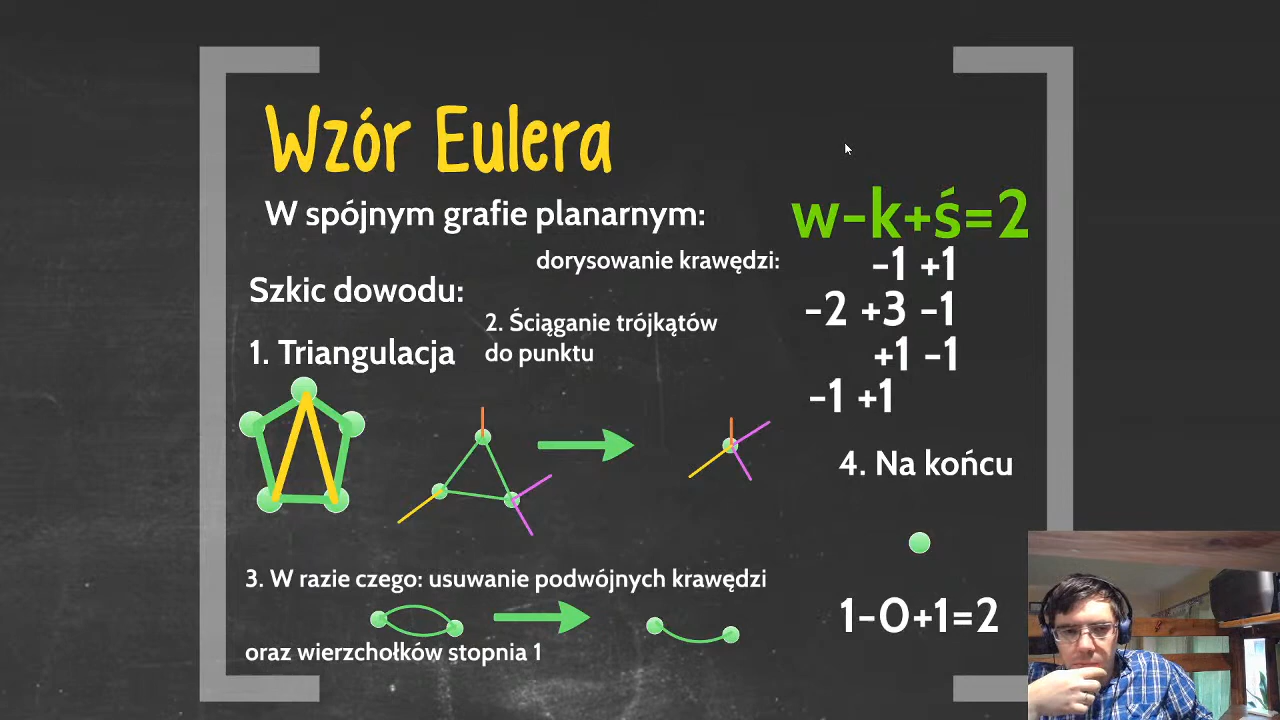 Wzór Eulera
W spójnym grafie planarnym:
w-k+ś=2
dorysowanie krawędzi:
-1 +1
Szkic dowodu:
2. Ściąganie trójkątów
do punktu
-2 +3 -1
1. Triangulacja
+1 -1
-1 +1
4. Na końcu
3. W razie czego: usuwanie podwójnych krawędzi
oraz wierzchołków stopnia 1
1-0+1=2